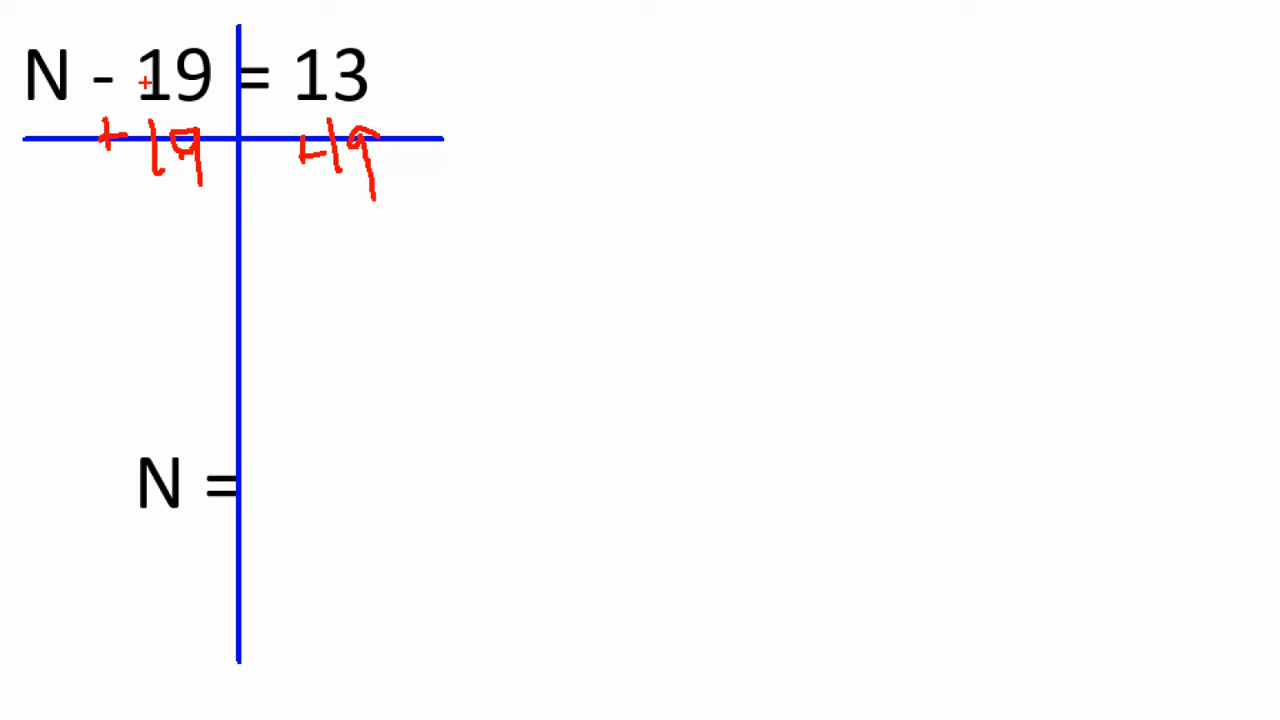 N - 19 = 13
+ 19 +19
N =